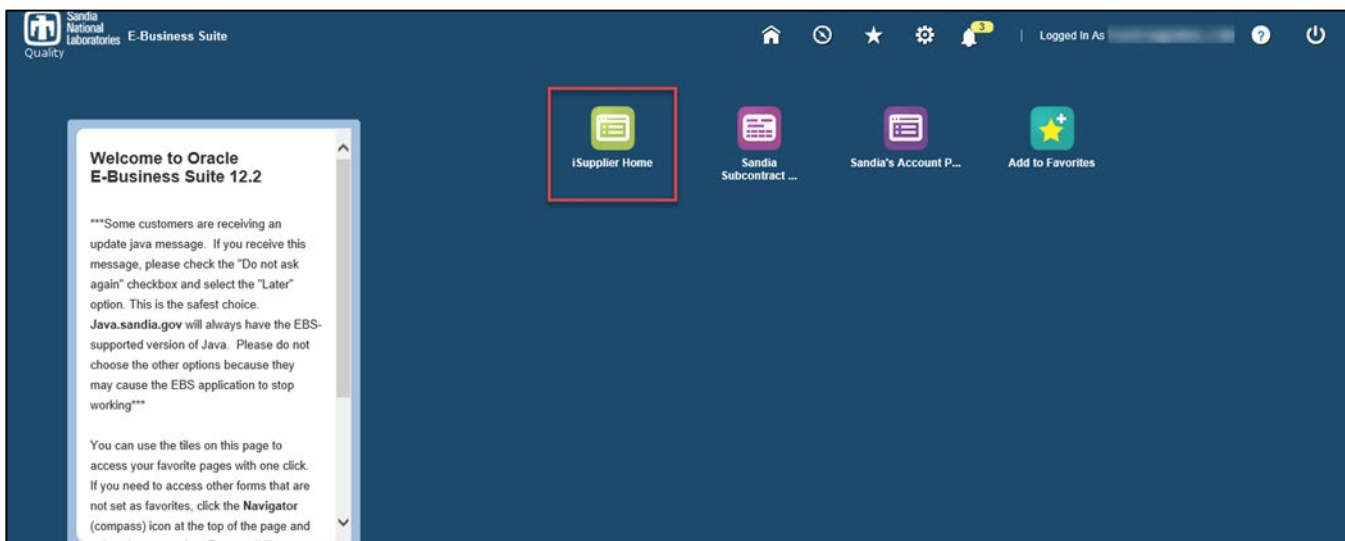 Sandia
National
Laboratories
E-Business Suite
Quality
3
Logged In As
?
iSupplier Home
Sandia
Subcontract ...
Sandia's Account P...
Add to Favorites
Welcome to Oracle
E-Business Suite 12.2
***Some customers are receiving an
update java message. If you receive this
message, please check the "Do not ask
again" checkbox and select the "Later"
option. This is the safest choice.
Java.sandia.gov will always have the EBS-
supported version of Java. Please do not
choose the other options because they
may cause the EBS application to stop
working***
You can use the tiles on this page to
access your favorite pages with one click.
If you need to access other forms that are
not set as favorites, click the Navigator
(compass) icon at the top of the page and